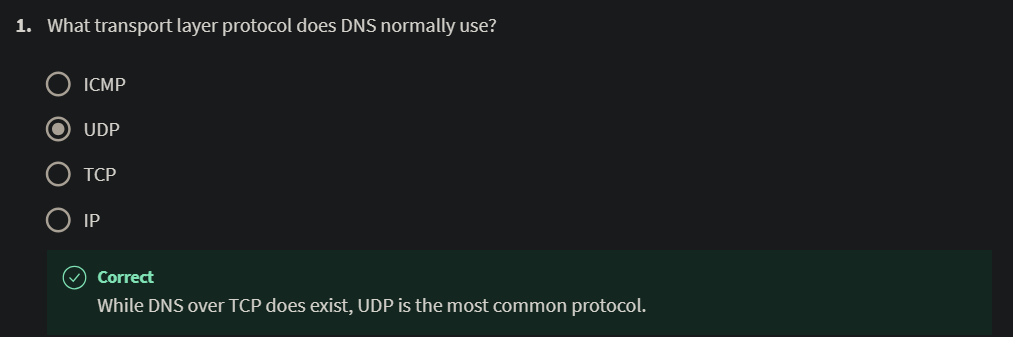 1. What transport layer protocol does DNS normally use?
ICMP
UDP
TCP
IP
Correct
While DNS over TCP does exist, UDP is the most common protocol.